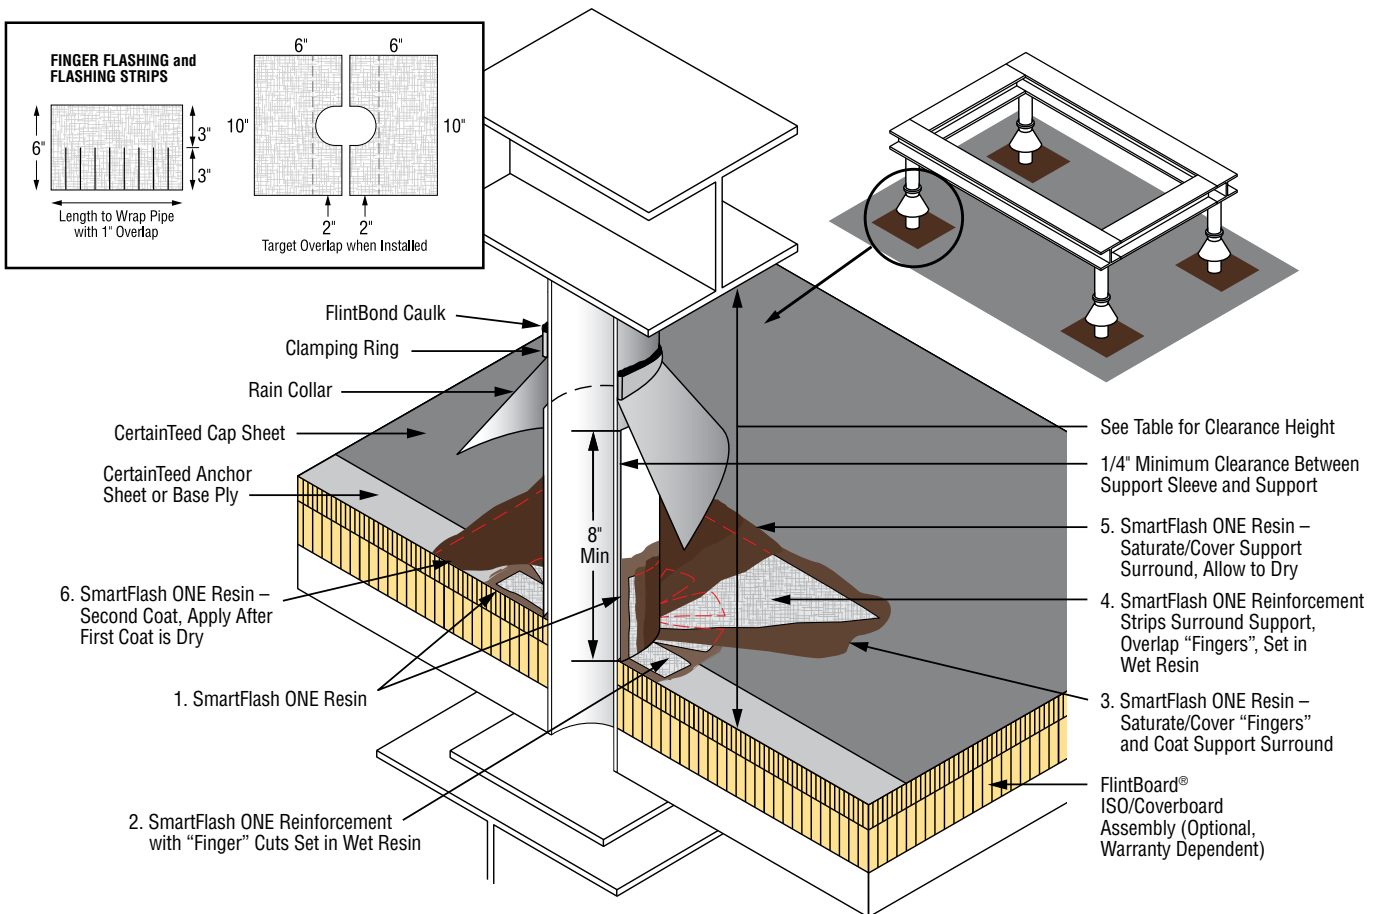 FINGER FLASHING and
FLASHING STRIPS
6"
3"
3"
Length to Wrap Pipe
with 1" Overlap
6"
6"
10"
10"
2"
2"
Target Overlap when Installed
FlintBond Caulk
Clamping Ring
Rain Collar
CertainTeed Cap Sheet
CertainTeed Anchor
Sheet or Base Ply
6. SmartFlash ONE Resin –
Second Coat, Apply After
First Coat is Dry
1. SmartFlash ONE Resin
2. SmartFlash ONE Reinforcement
with “Finger” Cuts Set in Wet Resin
8"
Min
See Table for Clearance Height
1/4" Minimum Clearance Between
Support Sleeve and Support
5. SmartFlash ONE Resin –
Saturate/Cover Support
Surround, Allow to Dry
4. SmartFlash ONE Reinforcement
Strips Surround Support,
Overlap “Fingers”, Set in
Wet Resin
3. SmartFlash ONE Resin –
Saturate/Cover “Fingers”
and Coat Support Surround
FlintBoard®
ISO/Coverboard
Assembly (Optional,
Warranty Dependent)